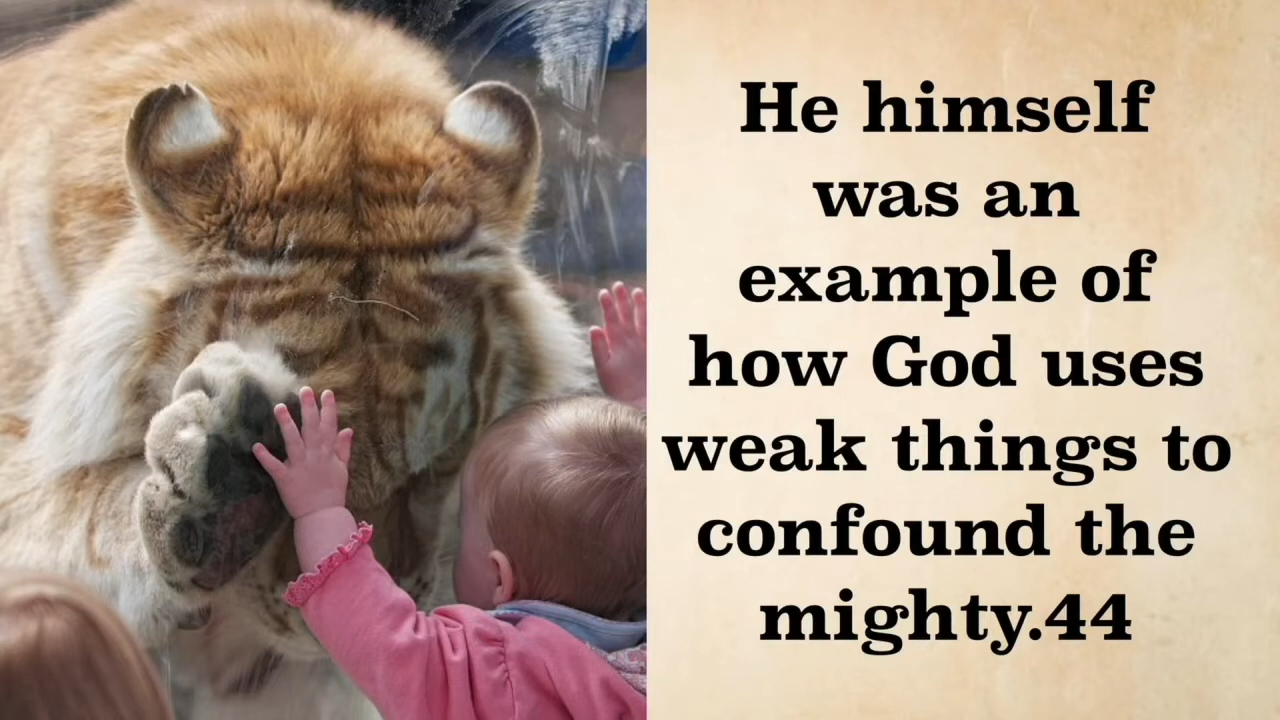 He himself
was an
example of
how God uses
weak things to
confound the
mighty.44